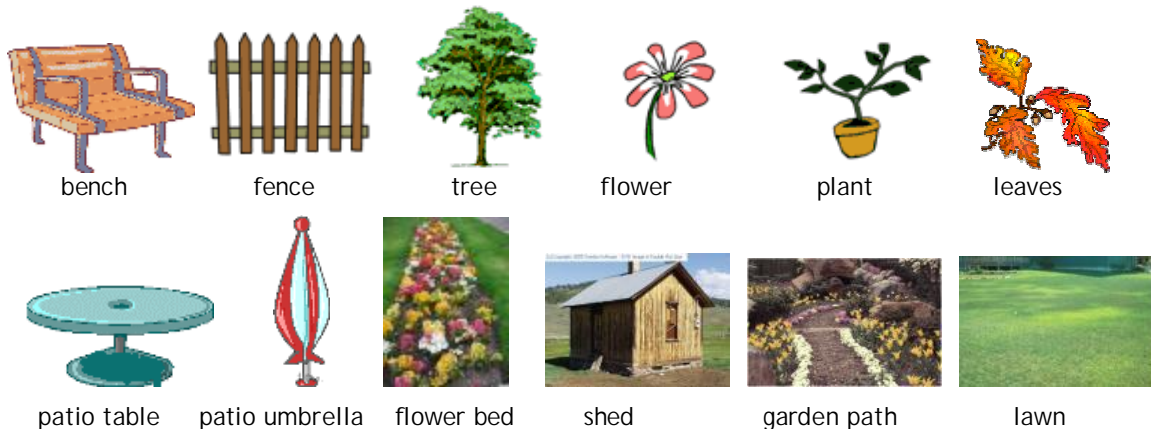 bench fence tree flower plant leaves
patio table patio umbrella flower bed shed garden path lawn